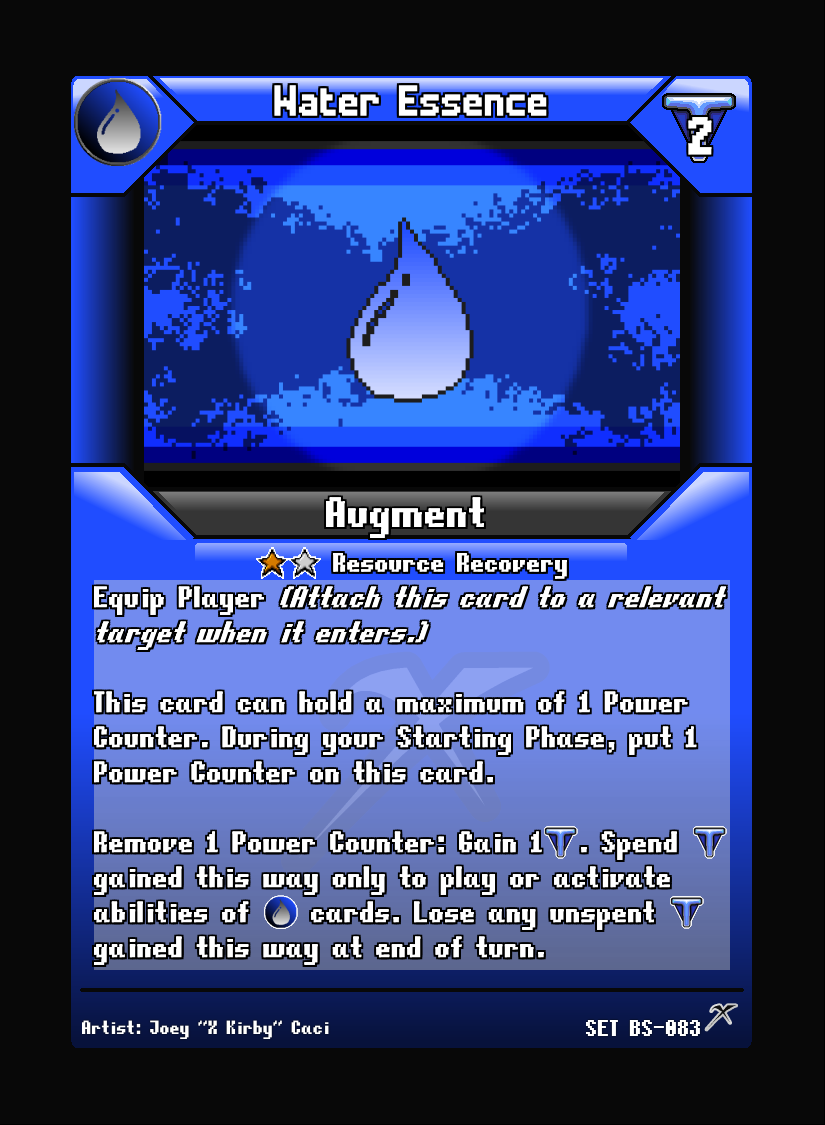 Water Essence
2
Augment
Resource Recovery
Equip Player (Attach this card to a relevant
target when it enters.)
This card can hold a maximum of 1 Power
Counter. During your Starting Phase, put 1
Power Counter on this card.
Remove 1 Power Counter: Gain 1 . Spend
gained this way only to play or activate
abilities of cards. Lose any unspent
gained this way at end of turn.
Artist: Joey "X Kirby" Caci
SET BS-083